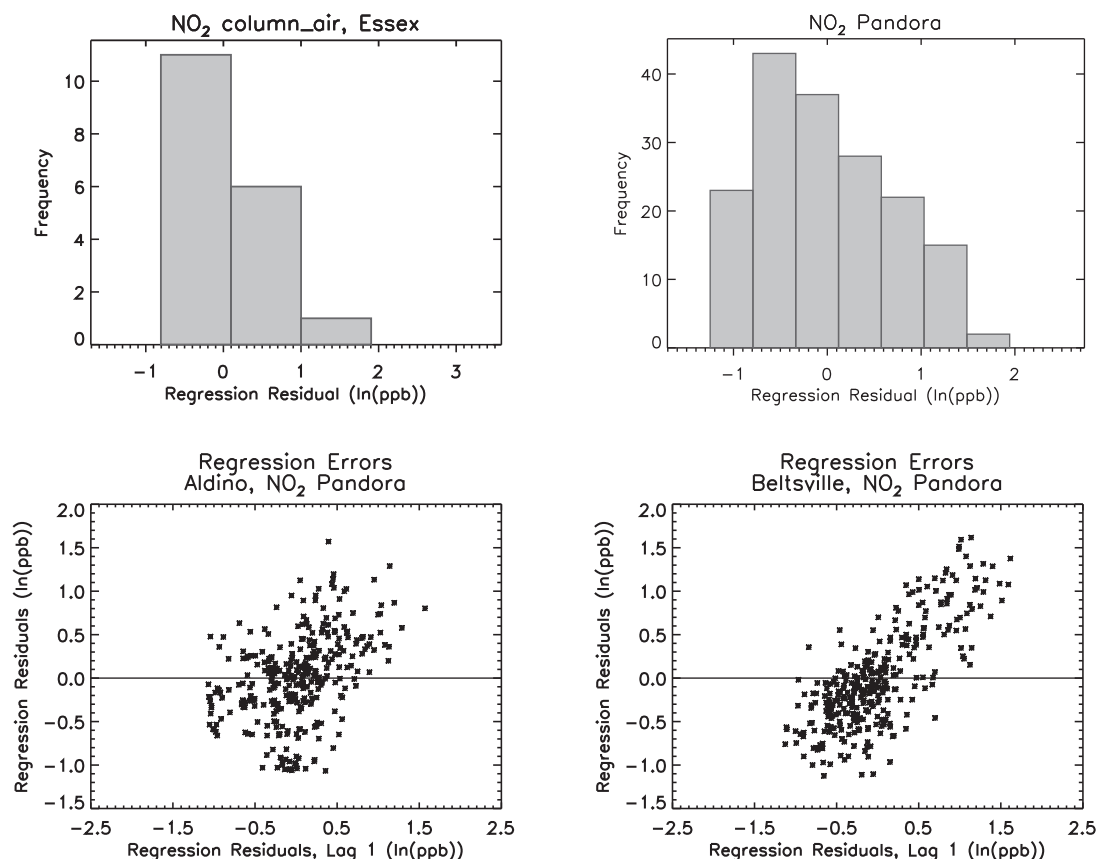 NO2 column_air, Essex
10
8
6
4
2
0
Frequency
−1 0 1 2 3
Regression Residual (ln(ppb))
NO2 Pandora
40
30
20
10
0
Frequency
−1 0 1 2
Regression Residual (ln(ppb))
Regression Errors
Aldino, NO2 Pandora
2.0
1.5
1.0
0.5
0.0
−0.5
−1.0
−1.5
Regression Residuals (ln(ppb))
−2.5 −1.5 −0.5 0.5 1.5 2.5
Regression Residuals, Lag 1 (ln(ppb))
Regression Errors
Beltsville, NO2 Pandora
2.0
1.5
1.0
0.5
0.0
−0.5
−1.0
−1.5
Regression Residuals (ln(ppb))
−2.5 −1.5 −0.5 0.5 1.5 2.5
Regression Residuals, Lag 1 (ln(ppb))